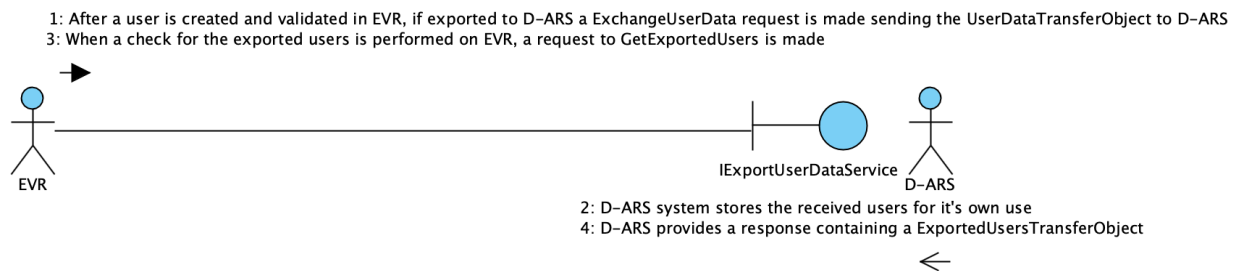 1: After a user is created and validated in EVR, if exported to D-ARS a ExchangeUserData request is made sending the UserDataTransferObject to D-ARS
3: When a check for the exported users is performed on EVR, a request to GetExportedUsers is made
IExportUserDataService
EVR
D-ARS
2: D-ARS system stores the received users for it's own use
4: D-ARS provides a response containing a ExportedUsersTransferObject